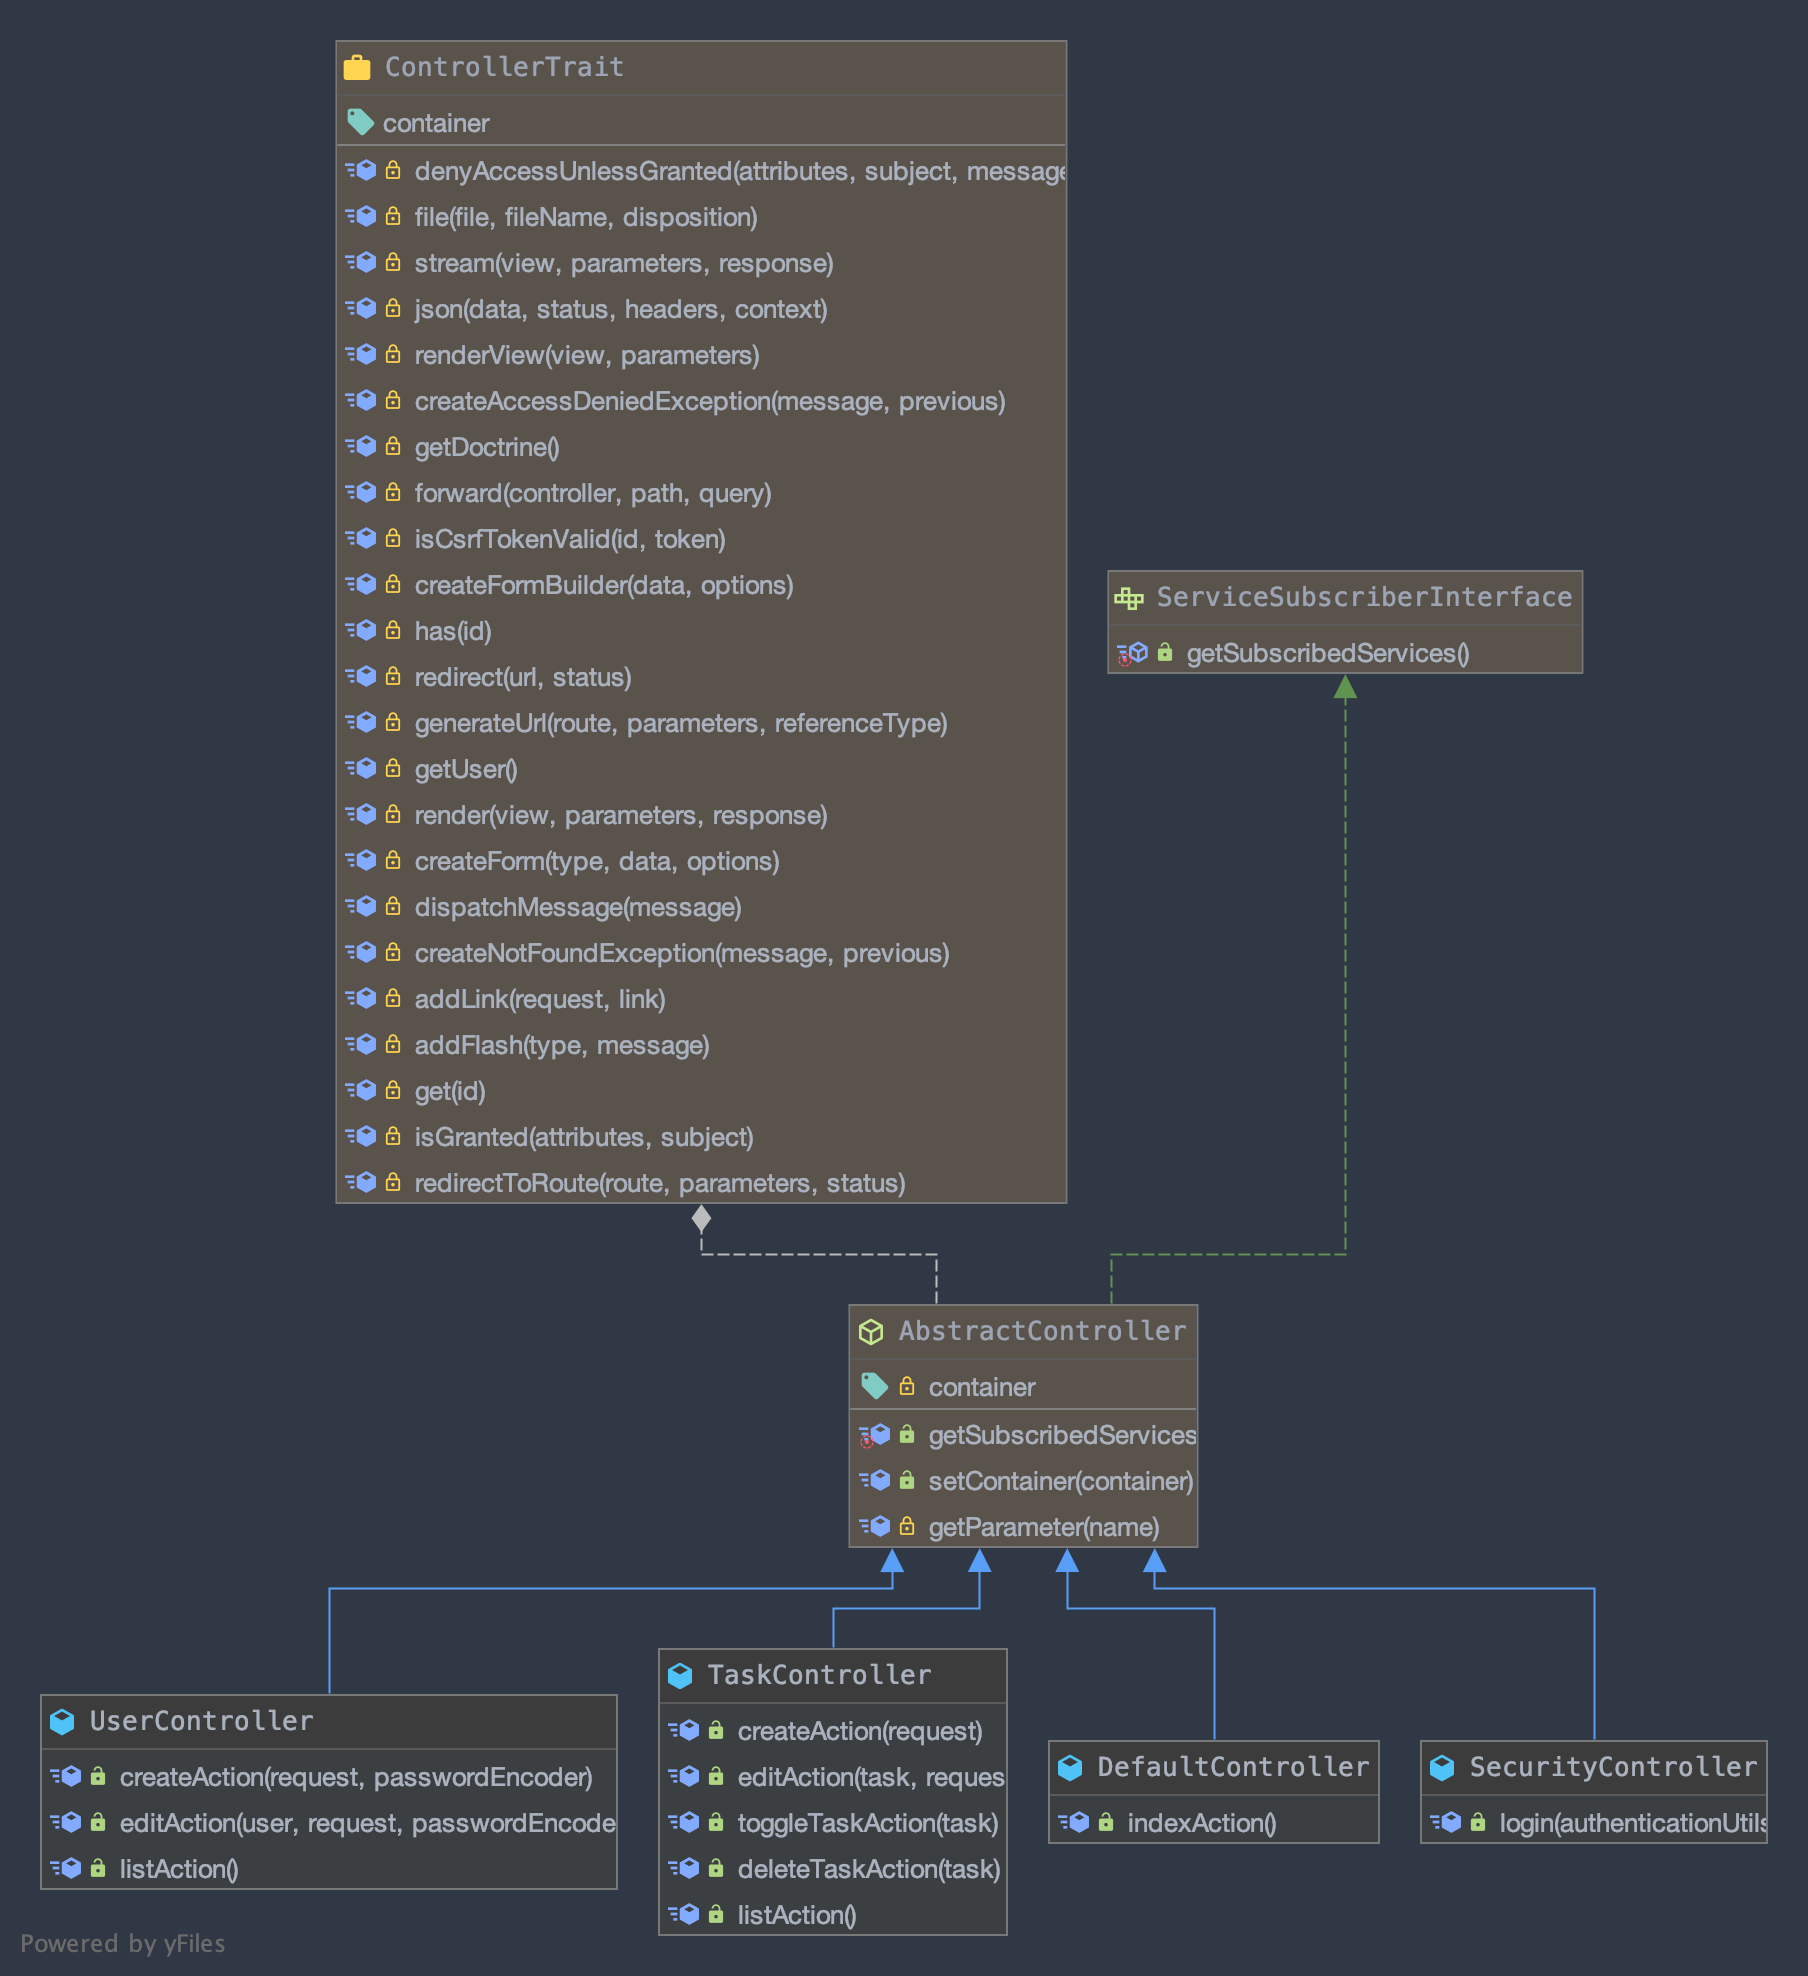 ControllerTrait
container
denyAccessUnlessGranted(attributes, subject, message
file(file, fileName, disposition)
stream(view, parameters, response)
json(data, status, headers, context)
renderView(view, parameters)
createAccessDeniedException(message, previous)
getDoctrine()
forward(controller, path, query)
isCsrfTokenValid(id, token)
createFormBuilder(data, options)
has(id)
redirect(url, status)
generateUrl(route, parameters, referenceType)
getUser()
render(view, parameters, response)
createForm(type, data, options)
dispatchMessage(message)
createNotFoundException(message, previous)
addLink(request, link)
addFlash(type, message)
get(id)
isGranted(attributes, subject)
redirectToRoute(route, parameters, status)
ServiceSubscriberInterface
getSubscribedServices()
AbstractController
container
getSubscribedServices
setContainer(container)
getParameter(name)
UserController
createAction(request, passwordEncoder)
editAction(user, request, passwordEncode
listAction()
TaskController
createAction(request)
editAction(task, reques
toggleTaskAction(task)
deleteTaskAction(task)
listAction()
DefaultController
indexAction()
SecurityController
login(authenticationUtils
Powered by yFiles